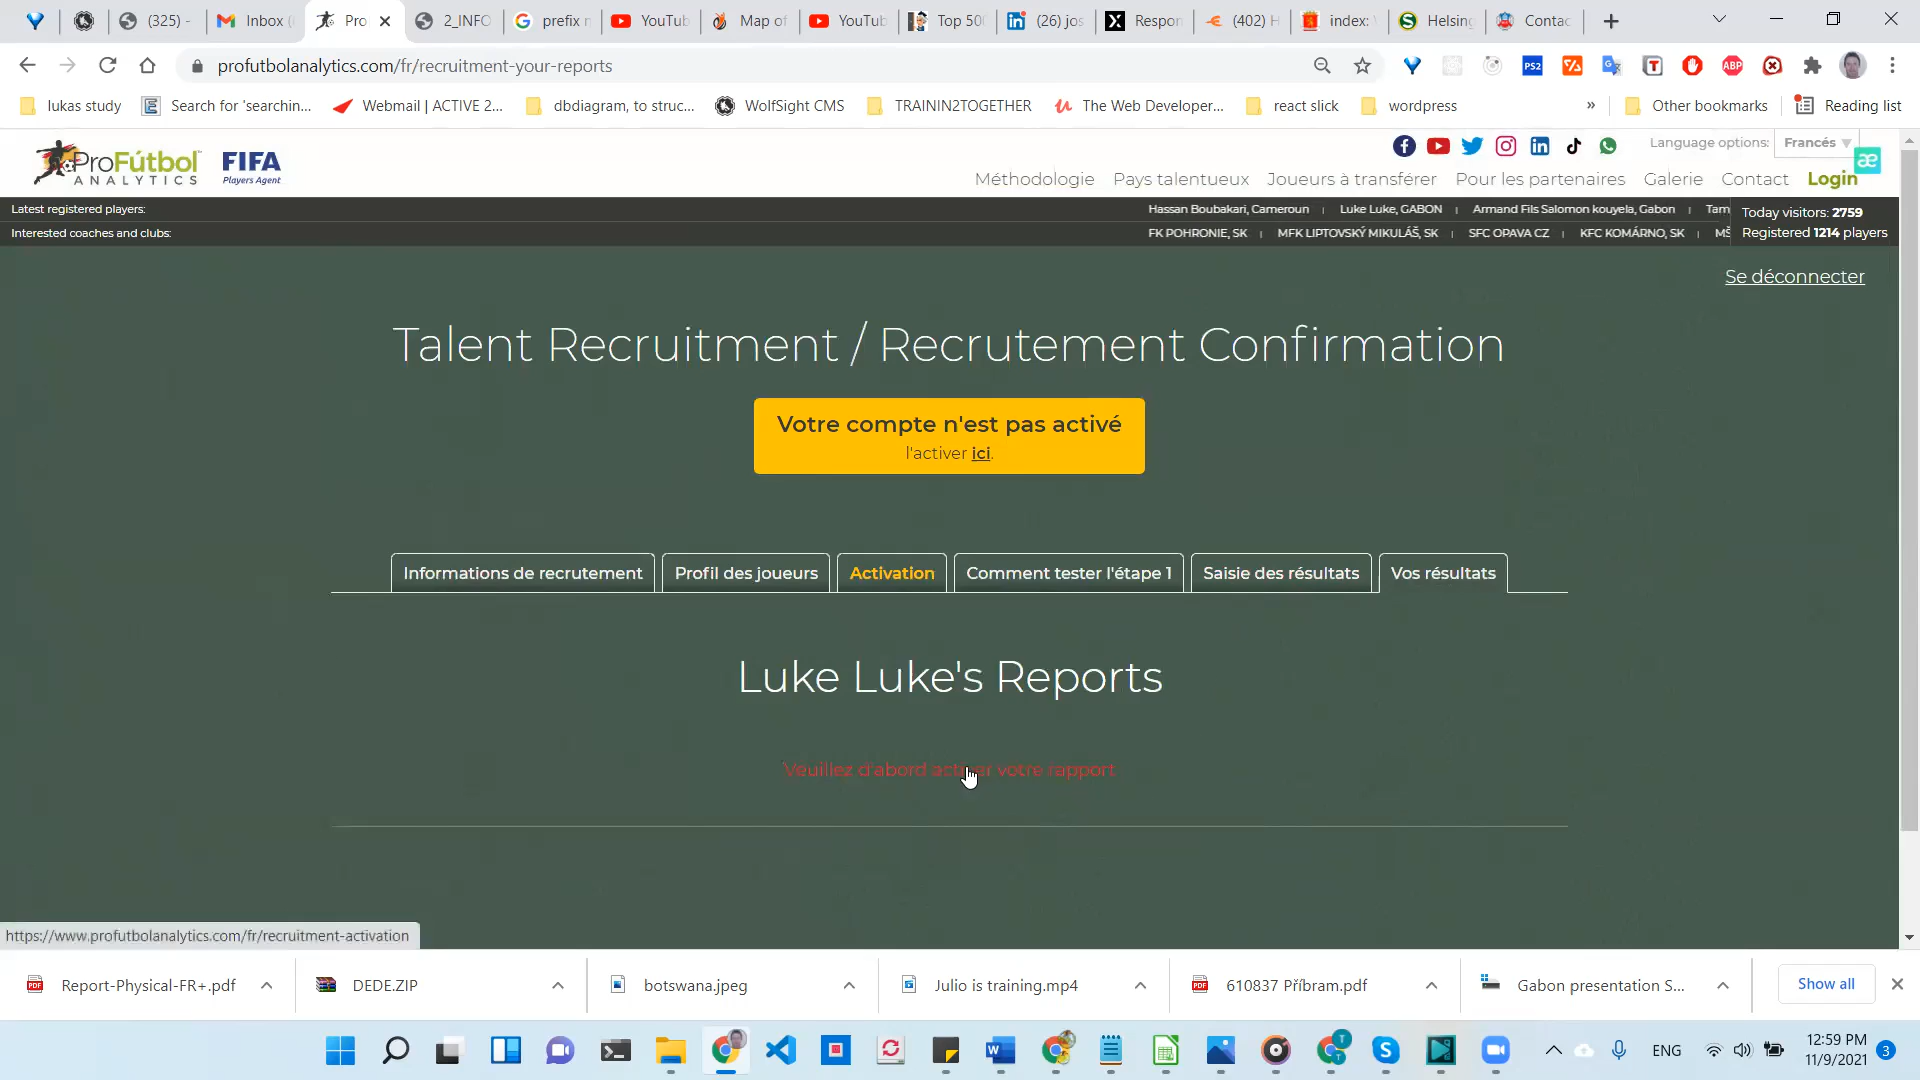 (325) -
Inbox (
Pro
2_INFO
prefix n
YouTub
Map of
YouTub
Top 50
(26) jos
Respon
(402) H
index:
Helsing
Contac
profutbolanalytics.com/fr/recruitment-your-reports
lukas study
Search for 'searchin...
Webmail | ACTIVE 2...
dbdiagram, to struc...
WolfSight CMS
TRAININ2TOGETHER
The Web Developer...
react slick
wordpress
»
Other bookmarks
Reading list
ProFútbol
ANALYTICS
FIFA
Players Agent
Language options:
Francés
Méthodologie
Pays talentueux
Joueurs à transférer
Pour les partenaires
Galerie
Contact
Login
æ
Latest registered players:
Hassan Boubakari, Cameroun | Luke Luke, GABON | Armand Fils Salomon kouyela, Gabon | Tam
Today visitors: 2759
Interested coaches and clubs:
FK POHRONIE, SK | MFK LIPTOVSKÝ MIKULÁŠ, SK | SFC OPAVA CZ | KFC KOMÁRNO, SK | MŠ
Registered 1214 players
Se déconnecter
Talent Recruitment / Recrutement Confirmation
Votre compte n'est pas activé
l'activer ici.
Informations de recrutement
Profil des joueurs
Activation
Comment tester l'étape 1
Saisie des résultats
Vos résultats
Luke Luke's Reports
Veuillez d'abord activer votre rapport
https://www.profutbolanalytics.com/fr/recruitment-activation
Report-Physical-FR+.pdf
DEDE.ZIP
botswana.jpeg
Julio is training.mp4
610837 Příbram.pdf
Gabon presentation S...
Show all
ENG
12:59 PM
11/9/2021
3